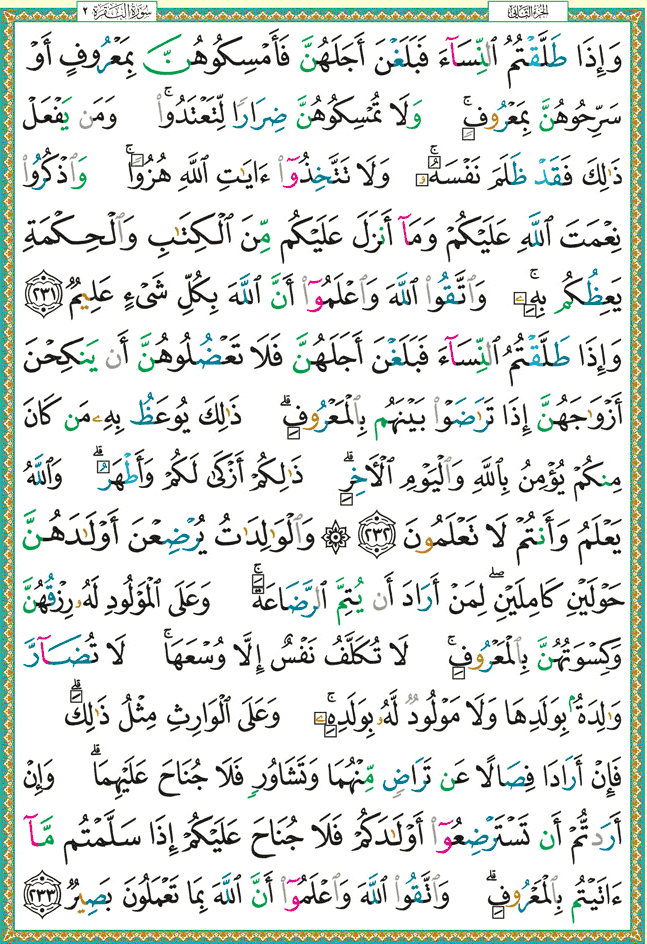 الجزء الثاني
سورة البقرة ٢
وَإِذَا طَلَّقْتُمُ ٱلنِّسَآءَ فَبَلَغْنَ أَجَلَهُنَّ فَأَمْسِكُوهُنَّ بِمَعْرُوفٍ أَوْ
سَرِّحُوهُنَّ بِمَعْرُوفٍۚ وَلَا تُمْسِكُوهُنَّ ضِرَارًا لِّتَعْتَدُوا۟ۚ وَمَن يَفْعَلْ
ذَٰلِكَ فَقَدْ ظَلَمَ نَفْسَهُۥۚ وَلَا تَتَّخِذُوٓا۟ ءَايَٰتِ ٱللَّهِ هُزُوًاۚ وَٱذْكُرُوا۟
نِعْمَتَ ٱللَّهِ عَلَيْكُمْ وَمَآ أَنزَلَ عَلَيْكُم مِّنَ ٱلْكِتَٰبِ وَٱلْحِكْمَةِ
يَعِظُكُم بِهِۦۚ وَٱتَّقُوا۟ ٱللَّهَ وَٱعْلَمُوٓا۟ أَنَّ ٱللَّهَ بِكُلِّ شَىْءٍ عَلِيمٌ ٢٣١
وَإِذَا طَلَّقْتُمُ ٱلنِّسَآءَ فَبَلَغْنَ أَجَلَهُنَّ فَلَا تَعْضُلُوهُنَّ أَن يَنكِحْنَ
أَزْوَٰجَهُنَّ إِذَا تَرَٰضَوْا۟ بَيْنَهُم بِٱلْمَعْرُوفِۗ ذَٰلِكَ يُوعَظُ بِهِۦ مَن كَانَ
مِنكُمْ يُؤْمِنُ بِٱللَّهِ وَٱلْيَوْمِ ٱلْءَاخِرِۗ ذَٰلِكُمْ أَزْكَىٰ لَكُمْ وَأَطْهَرُۗ وَٱللَّهُ
يَعْلَمُ وَأَنتُمْ لَا تَعْلَمُونَ ٢٣٢ ۞ وَٱلْوَٰلِدَٰتُ يُرْضِعْنَ أَوْلَٰدَهُنَّ
حَوْلَيْنِ كَامِلَيْنِۖ لِمَنْ أَرَادَ أَن يُتِمَّ ٱلرَّضَاعَةَۚ وَعَلَى ٱلْمَوْلُودِ لَهُۥ رِزْقُهُنَّ
وَكِسْوَتُهُنَّ بِٱلْمَعْرُوفِۚ لَا تُكَلَّفُ نَفْسٌ إِلَّا وُسْعَهَاۚ لَا تُضَآرَّ
وَٰلِدَةٌۢ بِوَلَدِهَا وَلَا مَوْلُودٌ لَّهُۥ بِوَلَدِهِۦۚ وَعَلَى ٱلْوَارِثِ مِثْلُ ذَٰلِكَۗ
فَإِنْ أَرَادَا فِصَالًا عَن تَرَاضٍ مِّنْهُمَا وَتَشَاوُرٍ فَلَا جُنَاحَ عَلَيْهِمَاۗ وَإِنْ
أَرَدتُّمْ أَن تَسْتَرْضِعُوٓا۟ أَوْلَٰدَكُمْ فَلَا جُنَاحَ عَلَيْكُمْ إِذَا سَلَّمْتُم مَّآ
ءَاتَيْتُم بِٱلْمَعْرُوفِۗ وَٱتَّقُوا۟ ٱللَّهَ وَٱعْلَمُوٓا۟ أَنَّ ٱللَّهَ بِمَا تَعْمَلُونَ بَصِيرٌ ٢٣٣